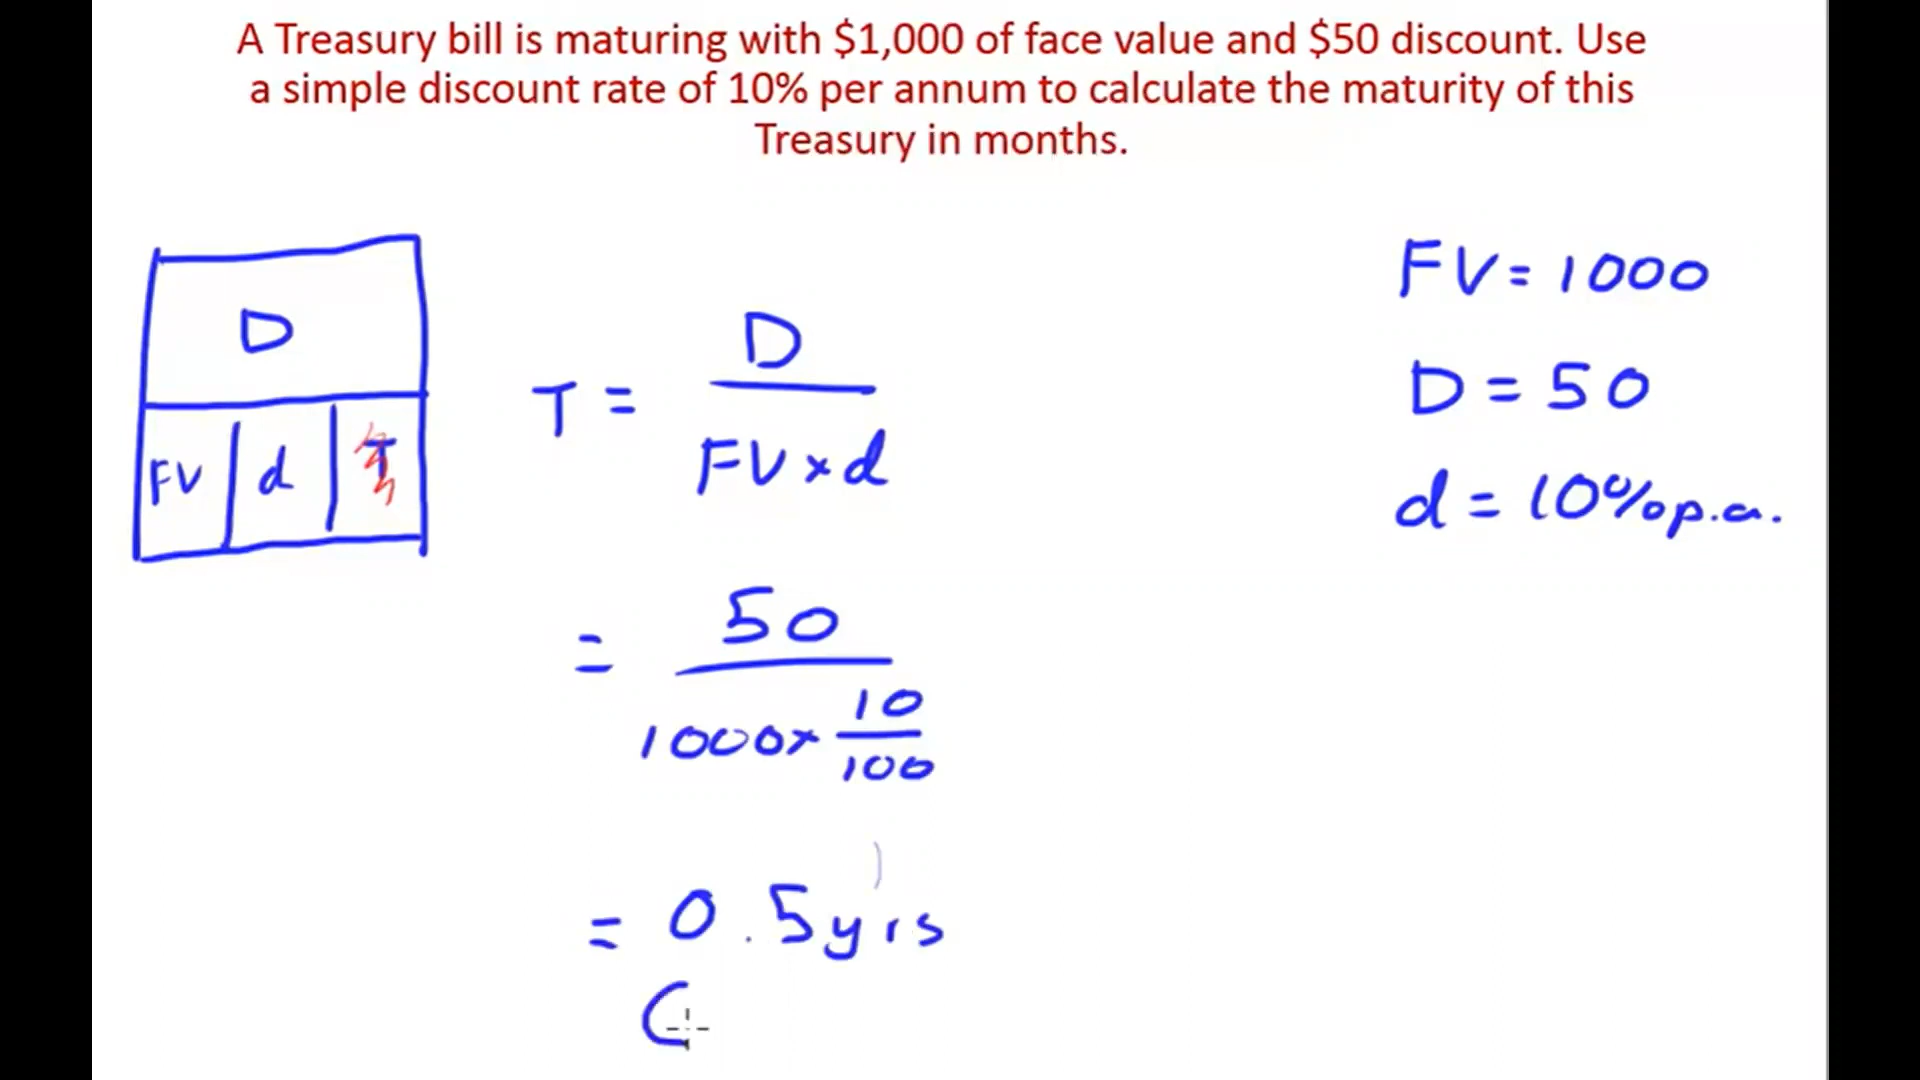 A Treasury bill is maturing with $1,000 of face value and $50 discount. Use
a simple discount rate of 10% per annum to calculate the maturity of this
Treasury in months.
D
FV d T
T = D
FV × d
= 50
1000 × 10
100
= 0.5 yrs
(
FV = 1000
D = 50
d = 10% p.a.